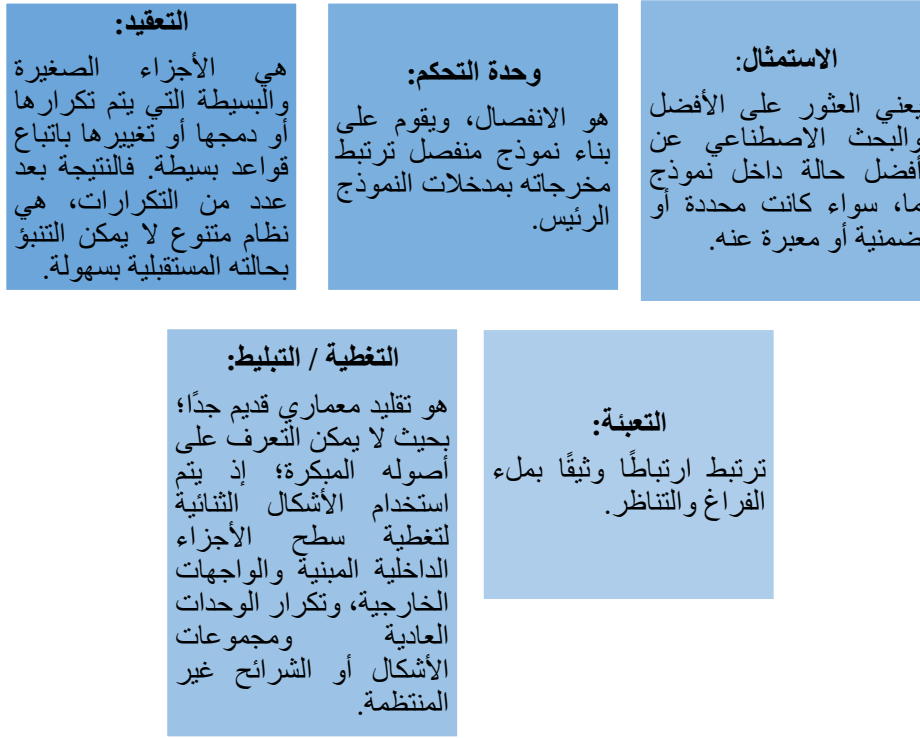 الاستمثال:
يعني العثور على الأفضل
والبحث الاصطناعي عن
أفضل حالة داخل نموذج
ما، سواء كانت محددة أو
ضمنية أو معبرة عنه.
وحدة التحكم:
هو الانفصال، ويقوم على
بناء نموذج منفصل ترتبط
مخرجاته بمدخلات النموذج
الرئيس.
التعقيد:
هي الأجزاء الصغيرة
والبسيطة التي يتم تكرارها
أو دمجها أو تغييرها باتباع
قواعد بسيطة. فالنتيجة بعد
عدد من التكرارات، هي
نظام متنوع لا يمكن التنبؤ
بحالته المستقبلية بسهولة.
التعبئة:
ترتبط ارتباطًا وثيقًا بملء
الفراغ والتناظر.
التغطية / التبليط:
هو تقليد معماري قديم جدًا؛
بحيث لا يمكن التعرف على
أصوله المبكرة؛ إذ يتم
استخدام الأشكال الثنائية
لتغطية سطح الأجزاء
الداخلية المبنية والواجهات
الخارجية، وتكرار الوحدات
العادية ومجموعات
الأشكال أو الشرائح غير
المنتظمة.